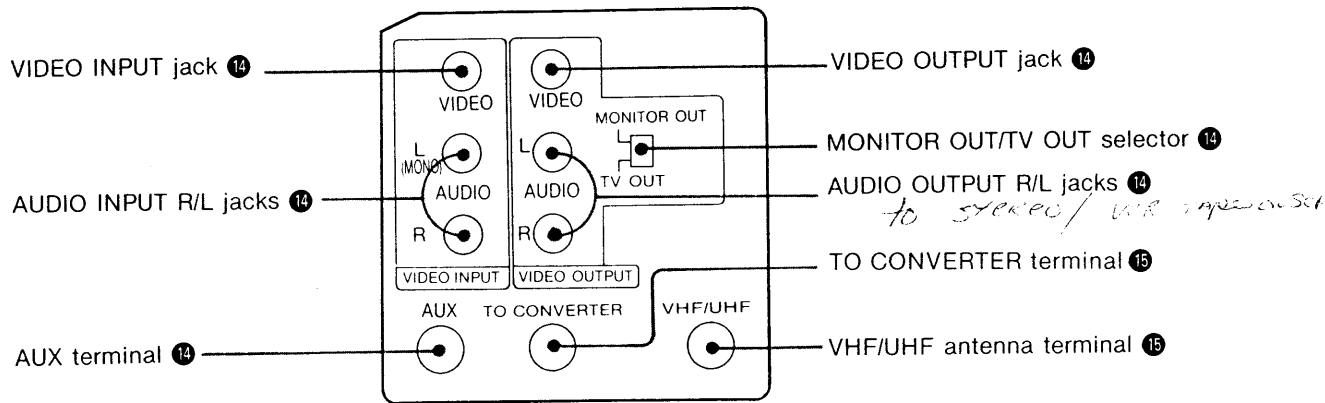 VIDEO INPUT jack 14
AUDIO INPUT R/L jacks 14
AUX terminal 14
VIDEO
L
(MONO)
AUDIO
R
VIDEO INPUT
VIDEO
MONITOR OUT
L
AUDIO
TV OUT
R
VIDEO OUTPUT
AUX
TO CONVERTER
VHF/UHF
VIDEO OUTPUT jack 14
MONITOR OUT/TV OUT selector 14
AUDIO OUTPUT R/L jacks 14
to STEREO/
TO CONVERTER terminal 15
VHF/UHF antenna terminal 15